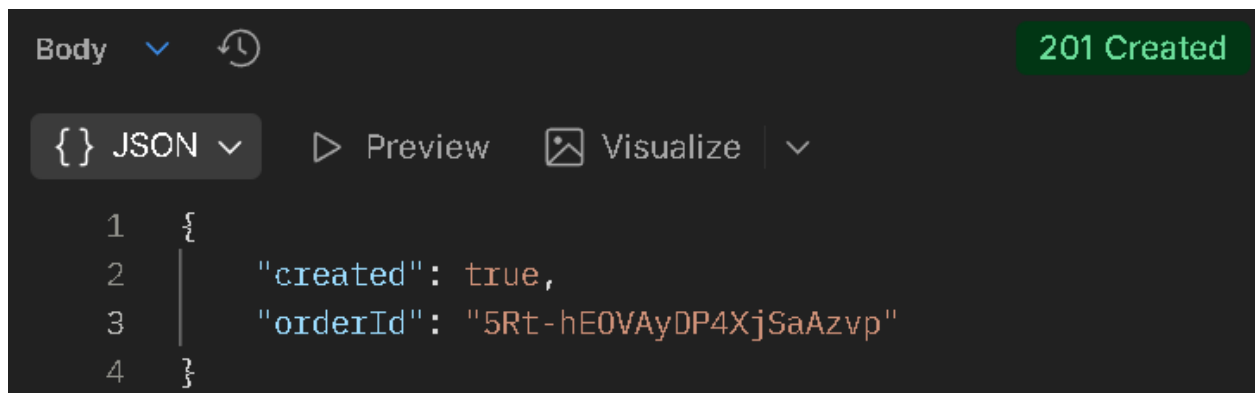 Body
201 Created
{} JSON
Preview
Visualize
1 {
2 "created": true,
3 "orderId": "5Rt-hEOVAyDP4XjSaAzvp"
4 }